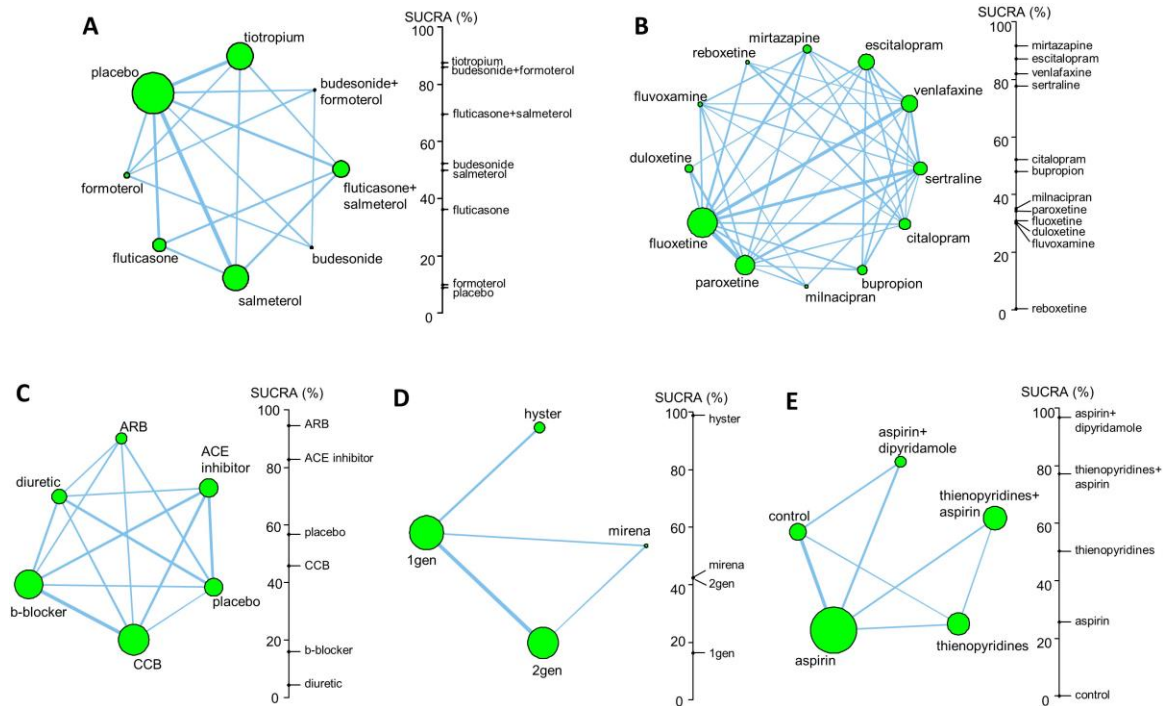 A
tiotropium
placebo
budesonide+
formoterol
formoterol
fluticasone+
salmeterol
fluticasone
budesonide
salmeterol
SUCRA (%)
100
80
60
40
20
0
tiotropium
budesonide+formoterol
fluticasone+salmeterol
budesonide
salmeterol
fluticasone
formoterol
placebo
B
mirtazapine
escitalopram
reboxetine
venlafaxine
fluvoxamine
duloxetine
sertraline
fluoxetine
citalopram
paroxetine
bupropion
milnacipran
SUCRA (%)
100
80
60
40
20
0
mirtazapine
escitalopram
venlafaxine
sertraline
citalopram
bupropion
milnacipran
paroxetine
fluoxetine
duloxetine
fluvoxamine
reboxetine
C
ARB
ACE
inhibitor
diuretic
b-blocker
placebo
CCB
SUCRA (%)
100
80
60
40
20
0
ARB
ACE inhibitor
placebo
CCB
b-blocker
diuretic
D
hyster
mirena
1gen
2gen
SUCRA (%)
100
80
60
40
20
0
hyster
mirena
2gen
1gen
E
aspirin+
dipyridamole
thienopyridines+
aspirin
control
aspirin
thienopyridines
SUCRA (%)
100
80
60
40
20
0
aspirin+
dipyridamole
thienopyridines+
aspirin
thienopyridines
aspirin
control